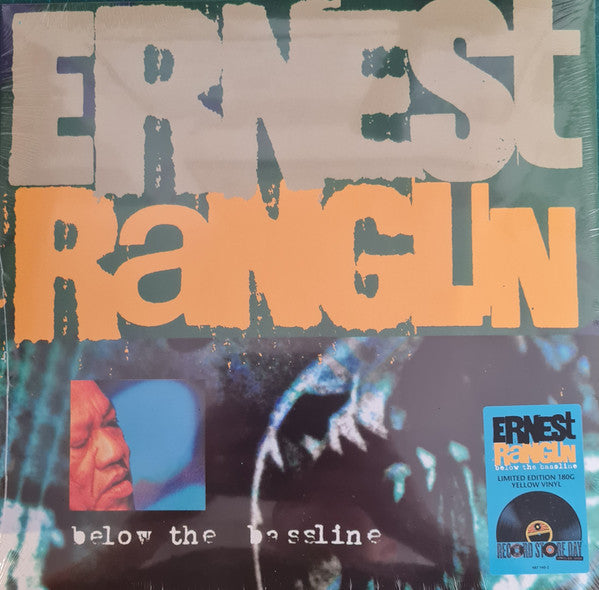 ERNEst
RaNGLIN
below the bassline
ERNEst
RaNGLIN
below the bassline
LIMITED EDITION 180G
YELLOW VINYL
RECORD STORE DAY